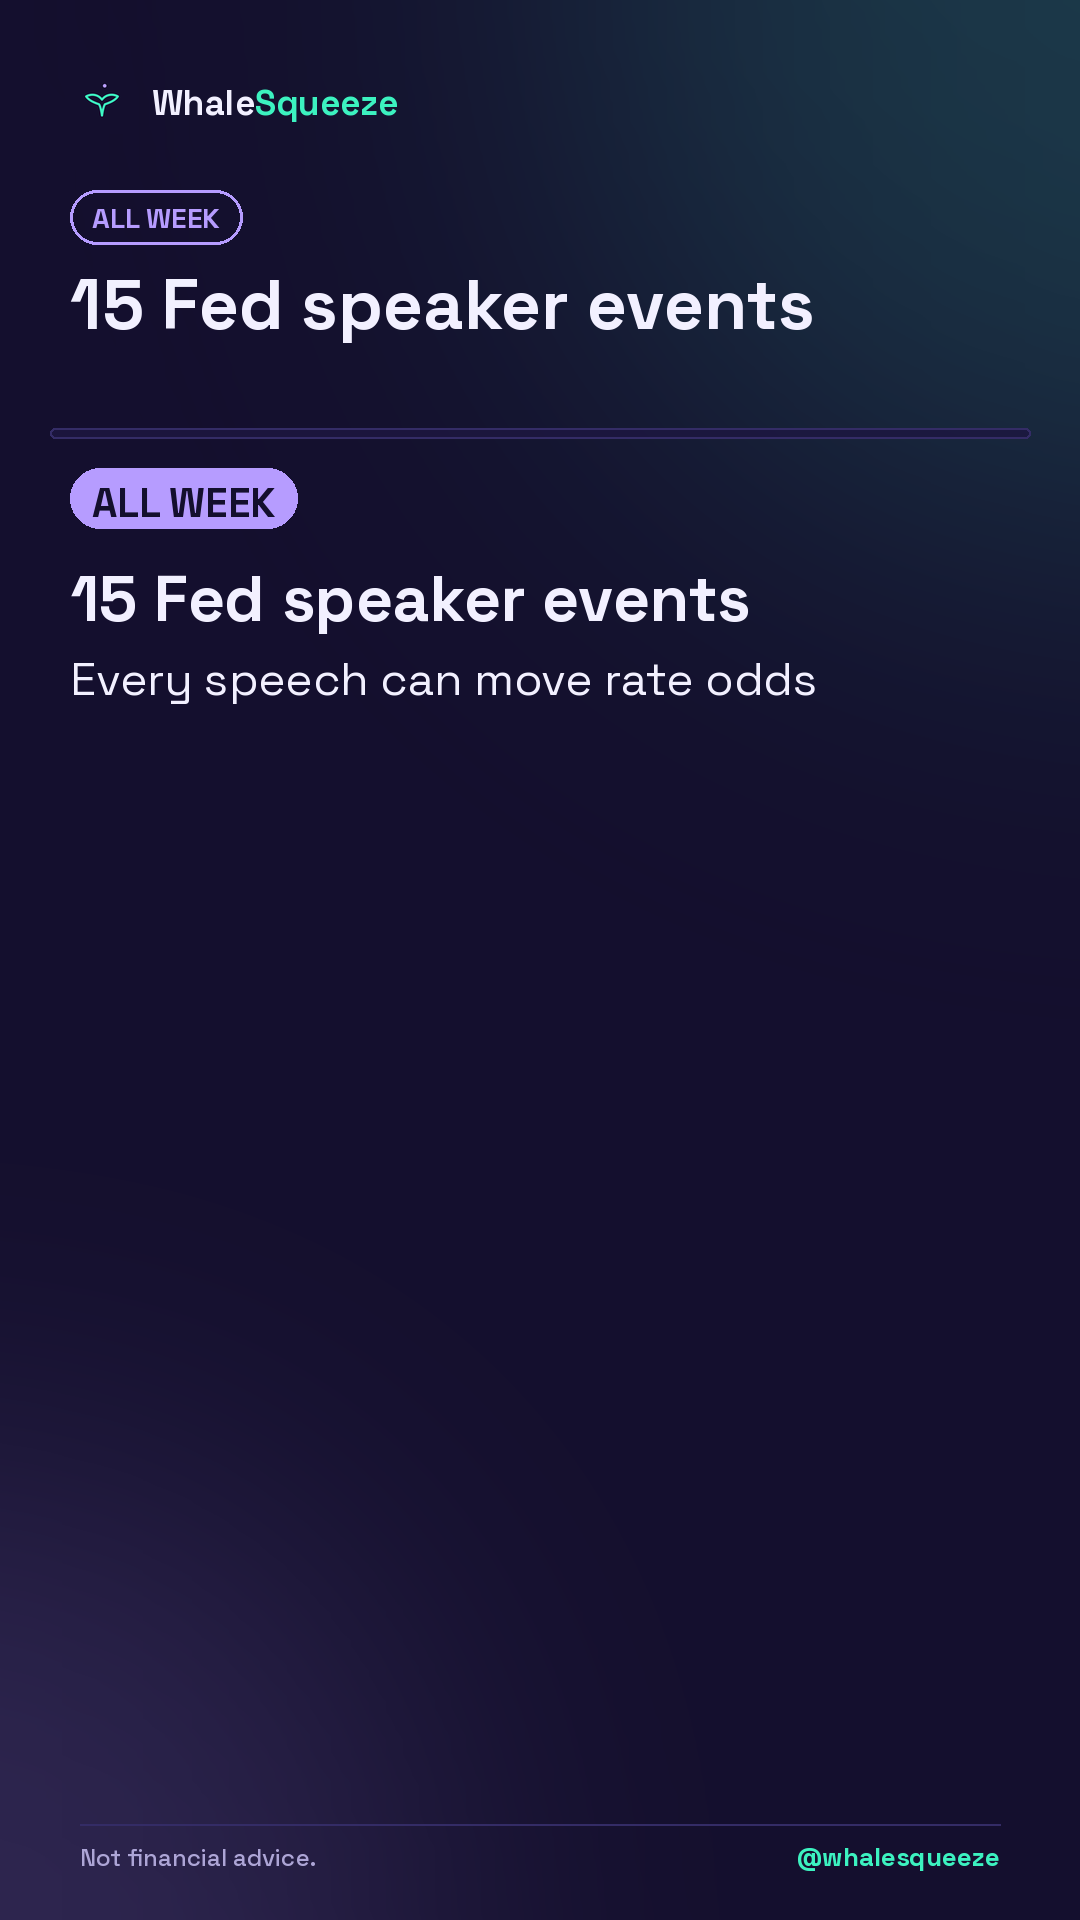 WhaleSqueeze
ALL WEEK
15 Fed speaker events
ALL WEEK
15 Fed speaker events
Every speech can move rate odds
Not financial advice.
@whalesqueeze